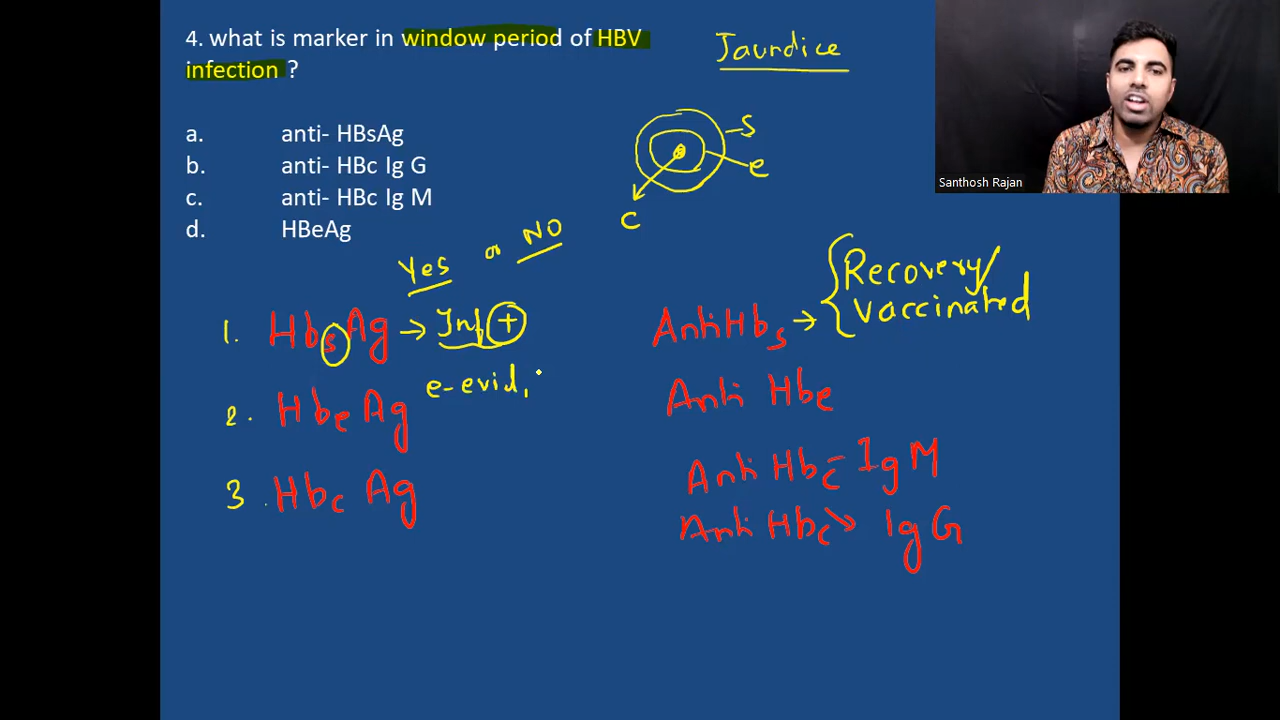 4. what is marker in window period of HBV
infection ?
Jaundice
a. anti- HBsAg
b. anti- HBc Ig G
c. anti- HBc Ig M
d. HBeAg
s
e
c
Santhosh Rajan
Yes or NO
1. HbsAg → Inf +
AntiHbs → Recovery/
Vaccinated
e-evid,
2. HbeAg
Anti Hbe
3. HbcAg
Anti Hbc - IgM
Anti Hbc > IgG